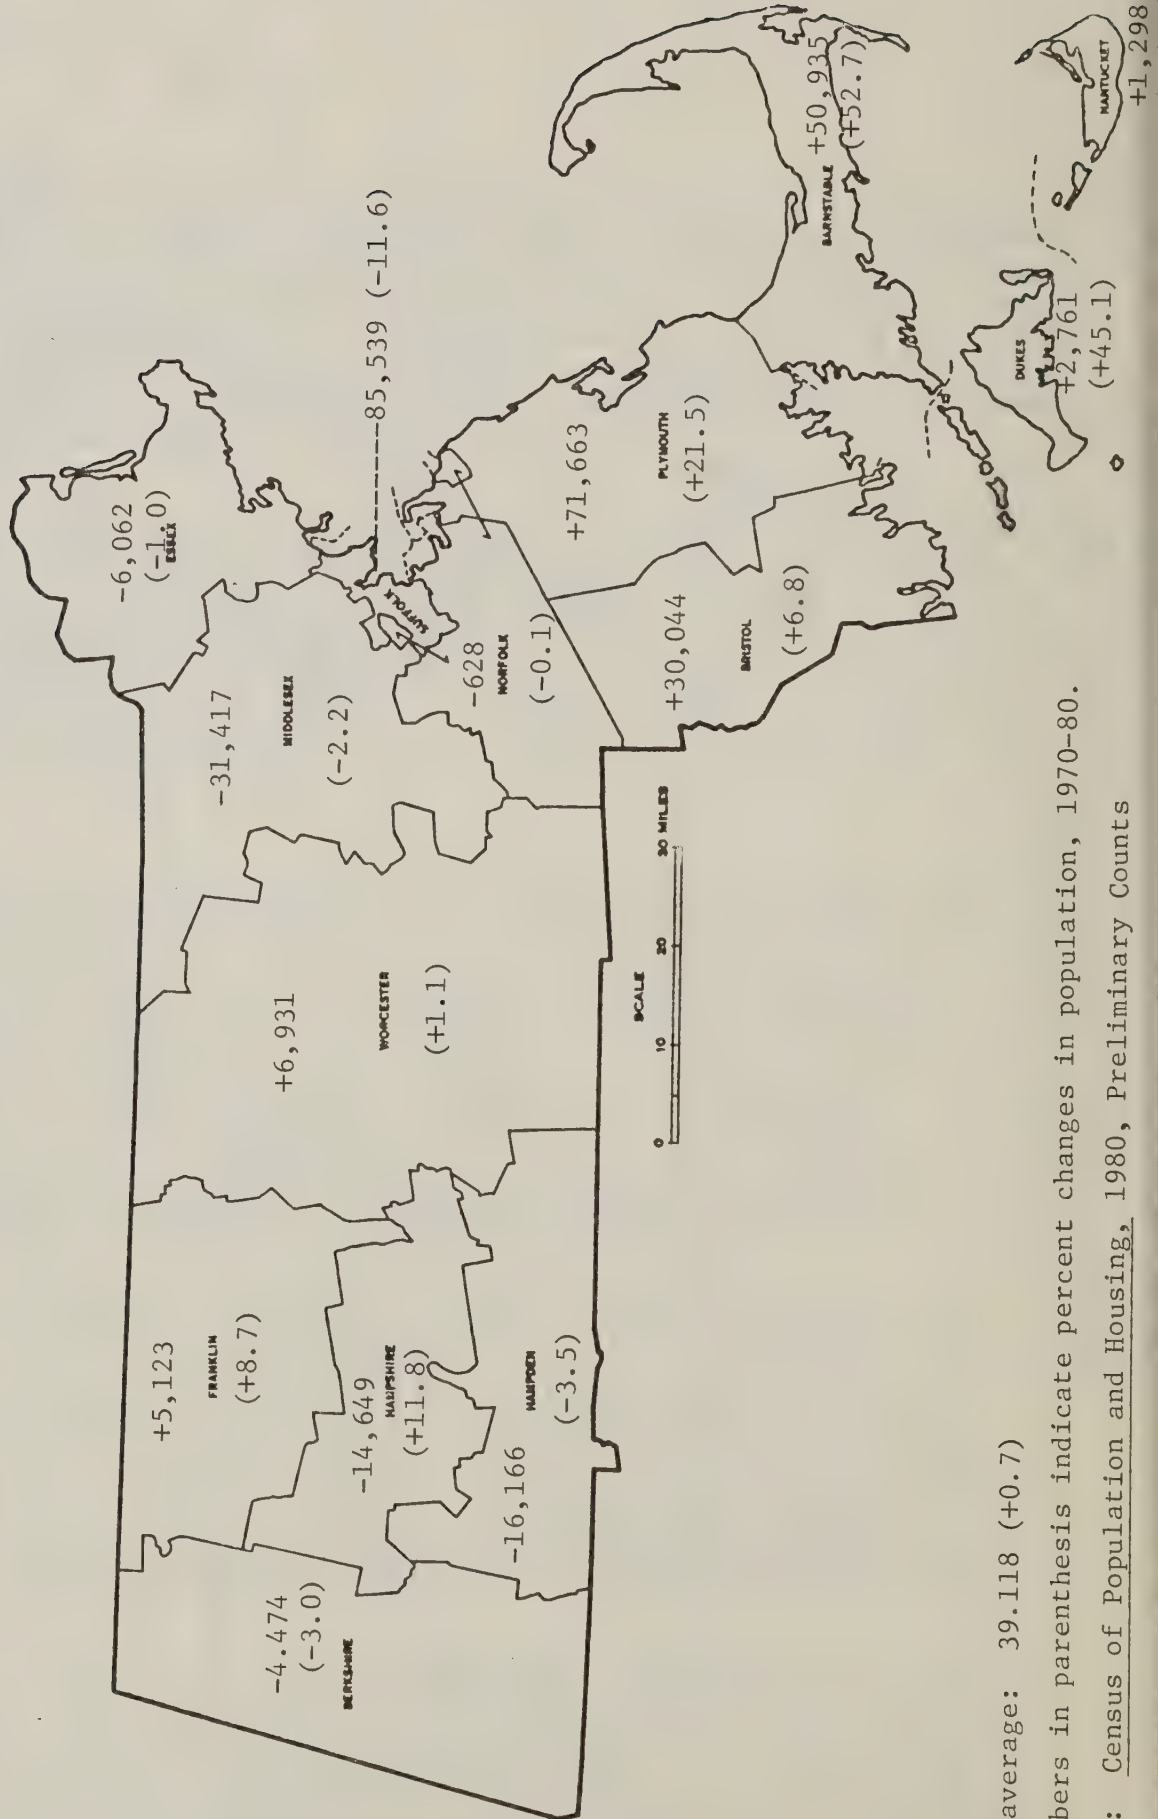 -6,062
(-1.0)
ESSEX
-31,417
MIDDLESEX
(-2.2)
-85,539 (-11.6)
SUFFOLK
-628
NORFOLK
(-0.1)
+71,663
PLYMOUTH
(+21.5)
+30,044
BRISTOL
(+6.8)
BARNSTABLE
+50,935
(+52.7)
DUKES
+2,761
(+45.1)
NANTUCKET
+1,298
+6,931
WORCESTER
(+1.1)
+5,123
FRANKLIN
(+8.7)
-14,649
HAMPSHIRE
(+11.8)
-16,166
HAMPDEN
(-3.5)
-4.474
(-3.0)
BERKSHIRE
SCALE
0 10 20 30 MILES
average: 39.118 (+0.7)
bers in parenthesis indicate percent changes in population, 1970-80.
: Census of Population and Housing, 1980, Preliminary Counts